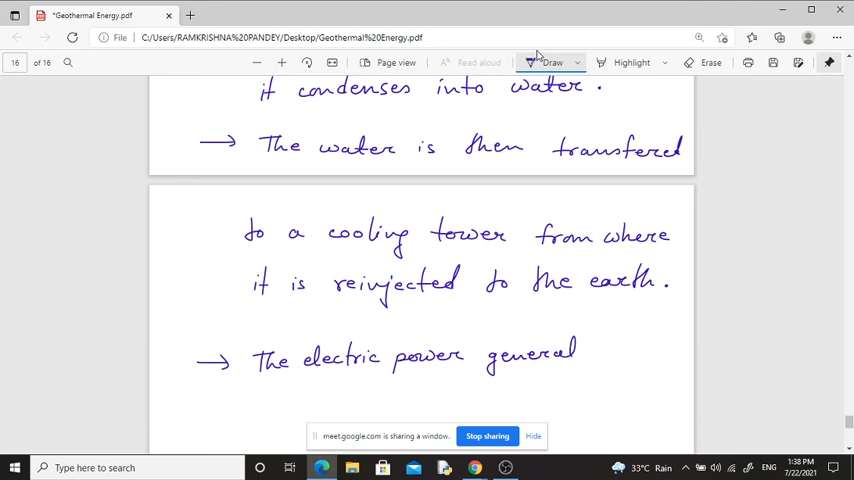 *Geothermal Energy.pdf
File
C:/Users/RAMKRISHNA%20PANDEY/Desktop/Geothermal%20Energy.pdf
16 of 16
Page view
Read aloud
Draw
Highlight
Erase
it condenses into water.
→ The water is then transfered
to a cooling tower from where
it is reinjected to the earth.
→ The electric power general
meet.google.com is sharing a window.
Stop sharing
Hide
Type here to search
33°C Rain
ENG
1:38 PM
7/22/2021